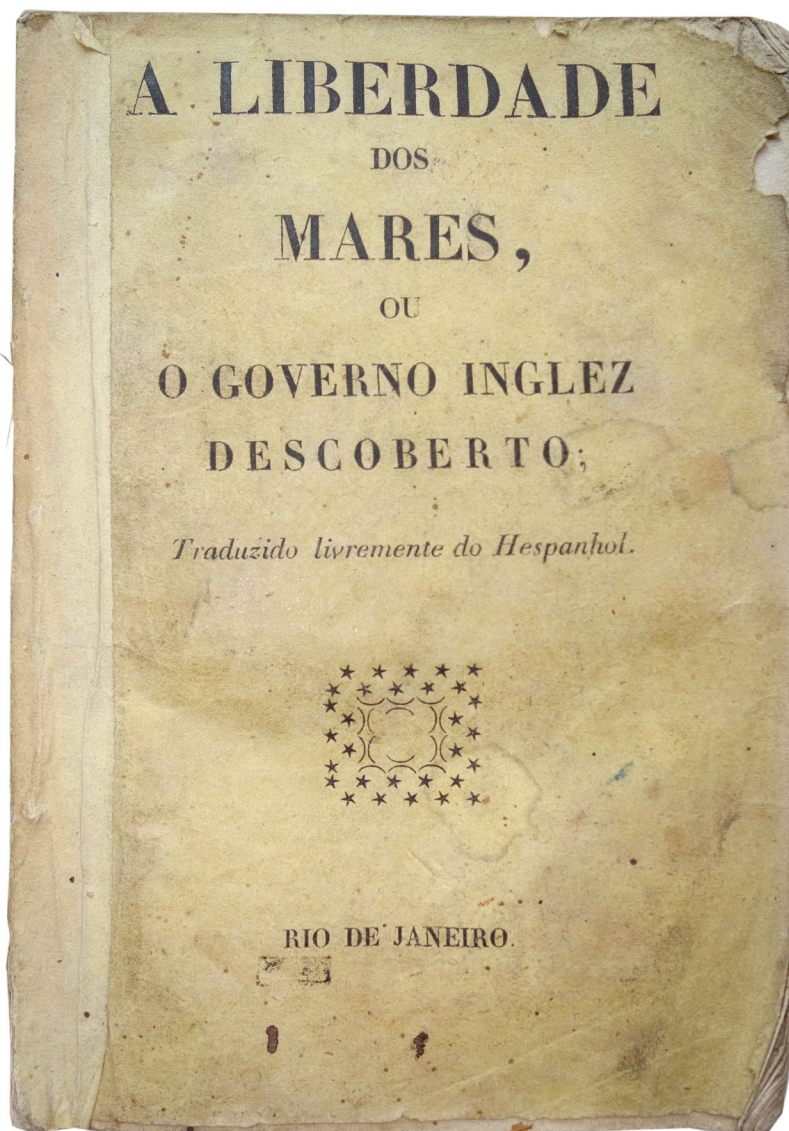 A LIBERDADE
DOS
MARES,
OU
O GOVERNO INGLEZ
DESCOBERTO;
Traduzido livremente do Hespanhol.
RIO DE JANEIRO.